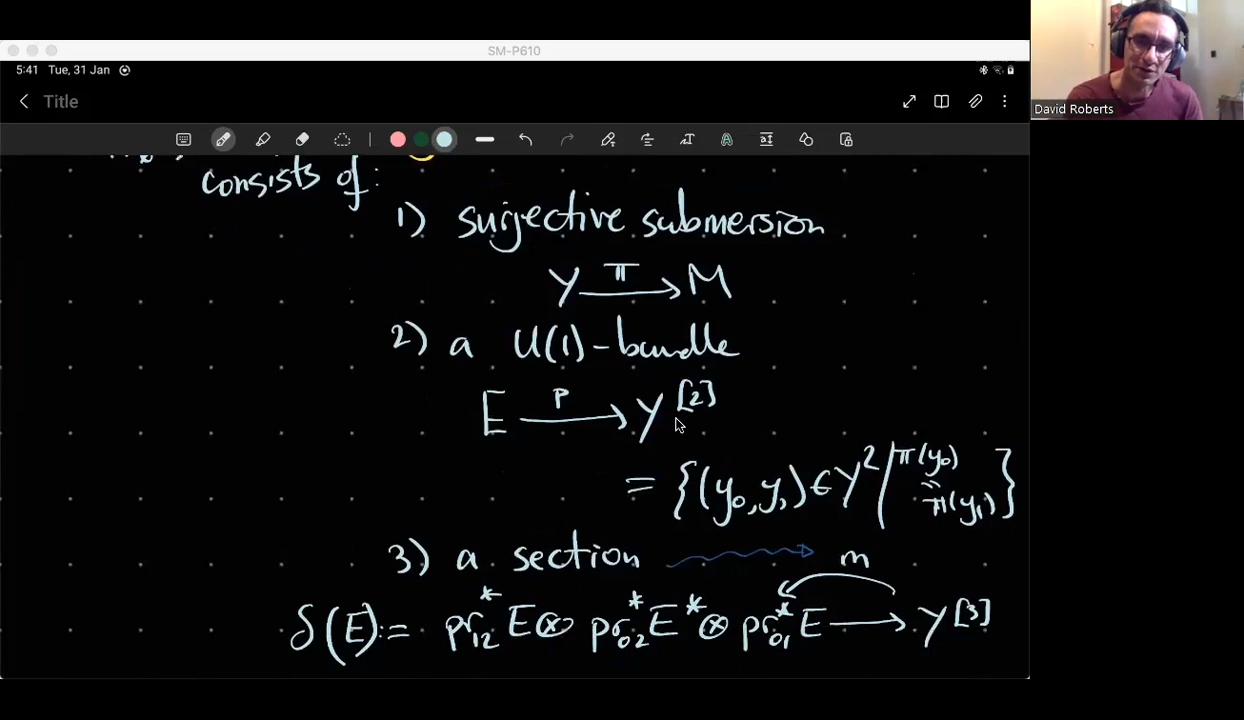 SM-P610
5:41 Tue, 31 Jan
Title
David Roberts
consists of:
1) surjective submersion
Y —π→ M
2) a U(1)-bundle
E —p→ Y^[2]
= {(y₀,y₁)∈Y² | π(y₀) = π(y₁)}
3) a section
m
δ(E):= pr₁₂* E ⊗ pr₀₂* E* ⊗ pr₀₁* E → Y^[3]